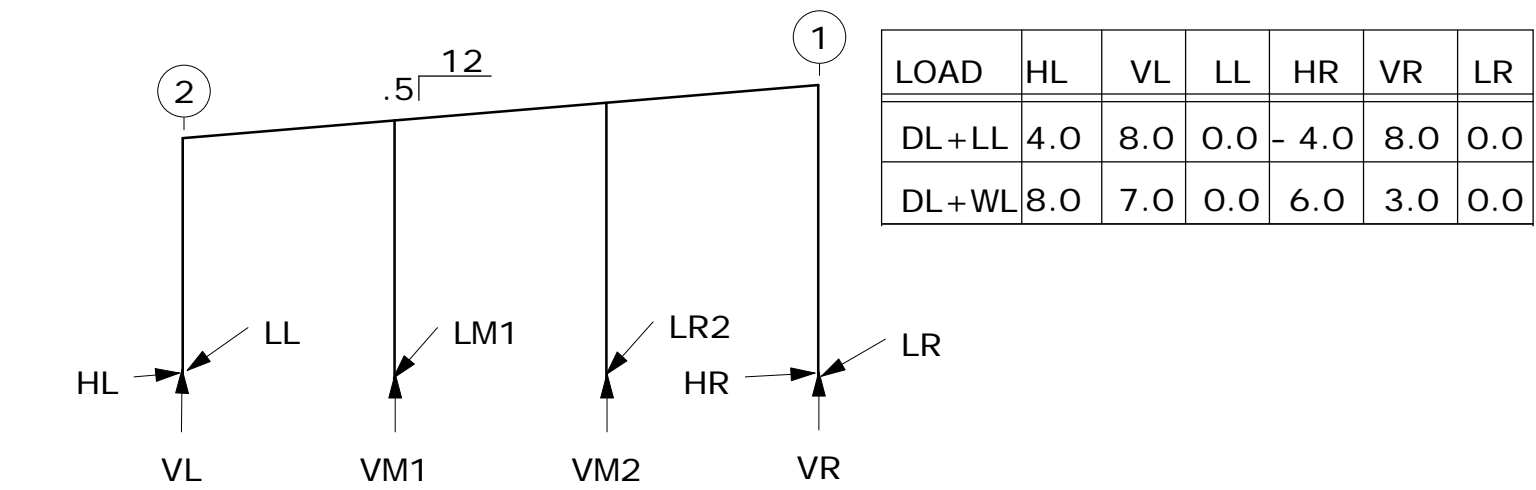 1
2
12
.5
LOAD HL VL LL HR VR LR
DL+LL 4.0 8.0 0.0 - 4.0 8.0 0.0
DL+WL 8.0 7.0 0.0 6.0 3.0 0.0
LL
LM1
LR2
LR
HL
HR
VL
VM1
VM2
VR